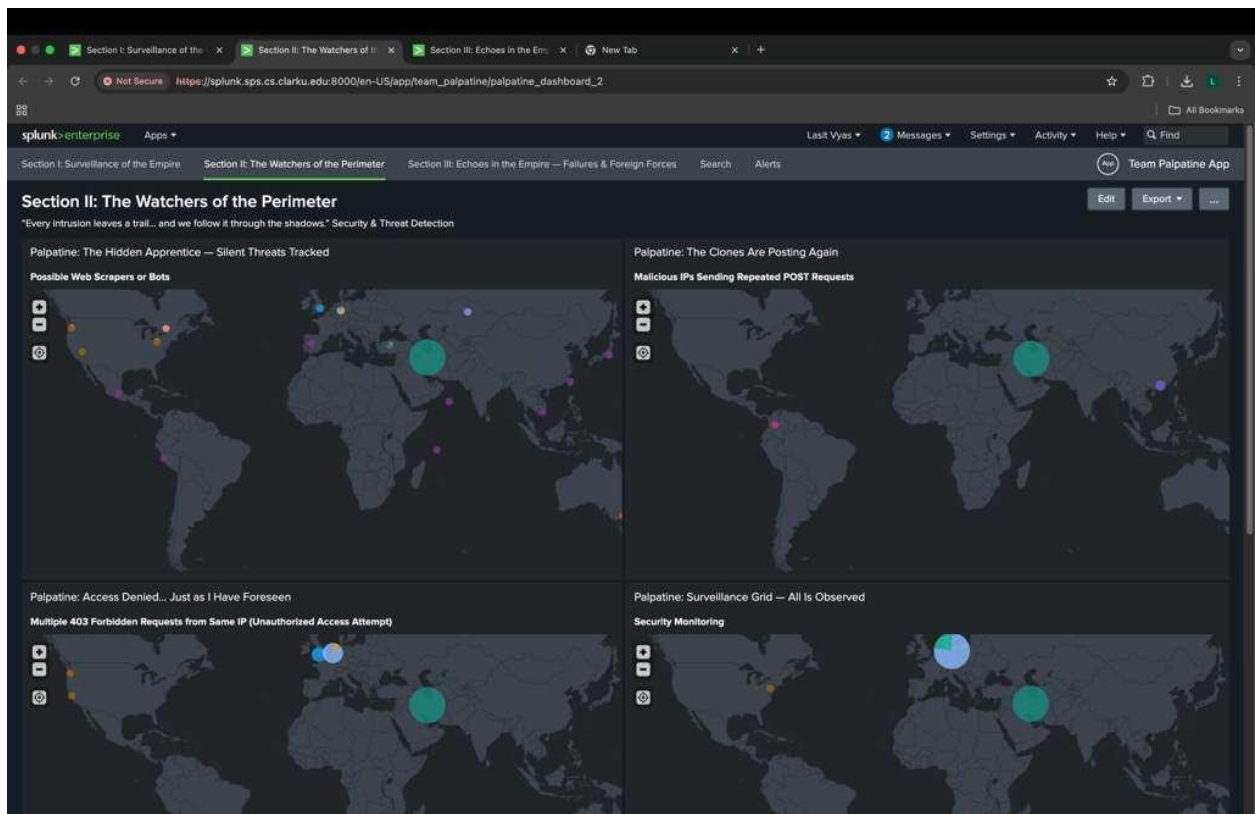 Section I: Surveillance of the
Section II: The Watchers of th
Section III: Echoes in the Emp
New Tab
Not Secure https://splunk.sps.cs.clarku.edu:8000/en-US/app/team_palpatine/palpatine_dashboard_2
L
All Bookmarks
splunk>enterprise Apps Lasit Vyas 2 Messages Settings Activity Help Find
Section I: Surveillance of the Empire Section II: The Watchers of the Perimeter Section III: Echoes in the Empire — Failures & Foreign Forces Search Alerts App Team Palpatine App
Section II: The Watchers of the Perimeter
Edit Export ...
"Every intrusion leaves a trail... and we follow it through the shadows." Security & Threat Detection
Palpatine: The Hidden Apprentice — Silent Threats Tracked
Possible Web Scrapers or Bots
Palpatine: The Clones Are Posting Again
Malicious IPs Sending Repeated POST Requests
Palpatine: Access Denied... Just as I Have Foreseen
Multiple 403 Forbidden Requests from Same IP (Unauthorized Access Attempt)
Palpatine: Surveillance Grid — All Is Observed
Security Monitoring